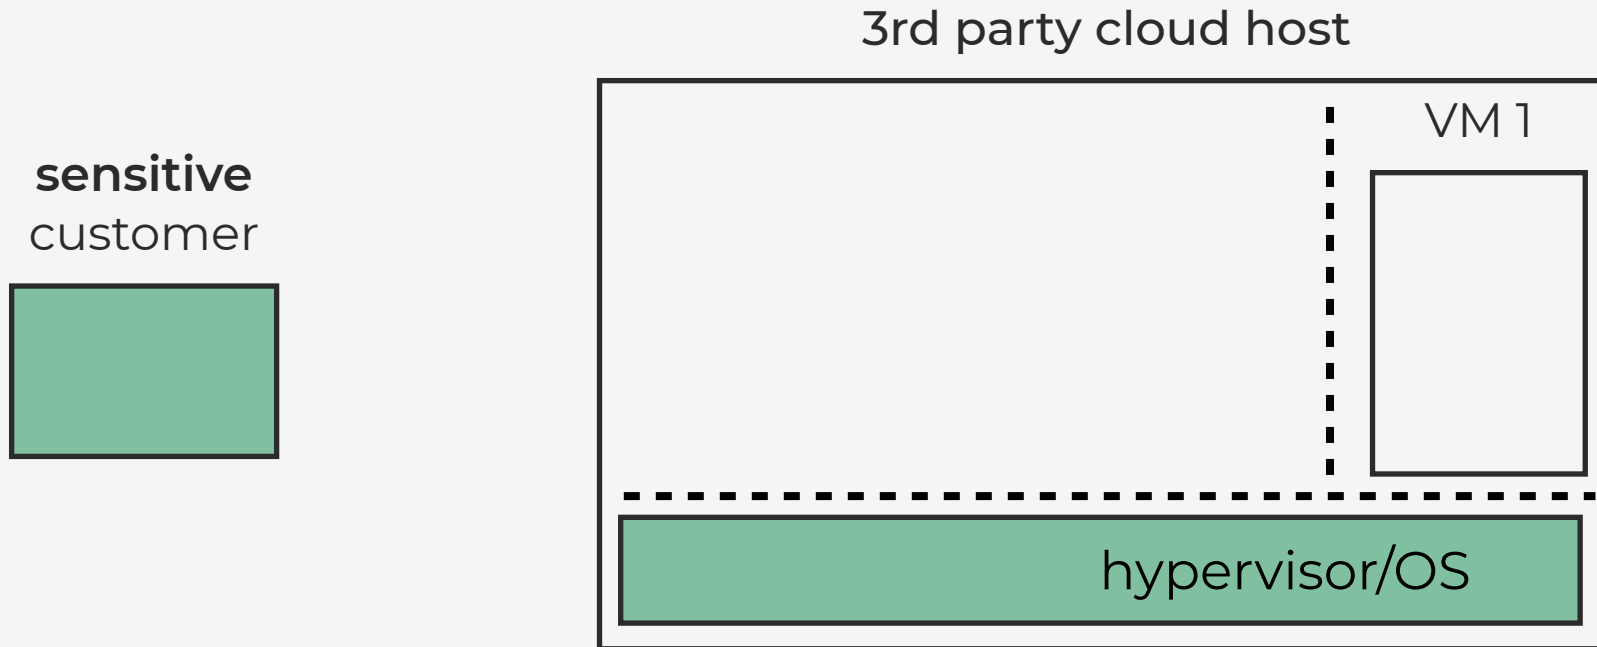 3rd party cloud host
VM 1
sensitive
customer
hypervisor/OS